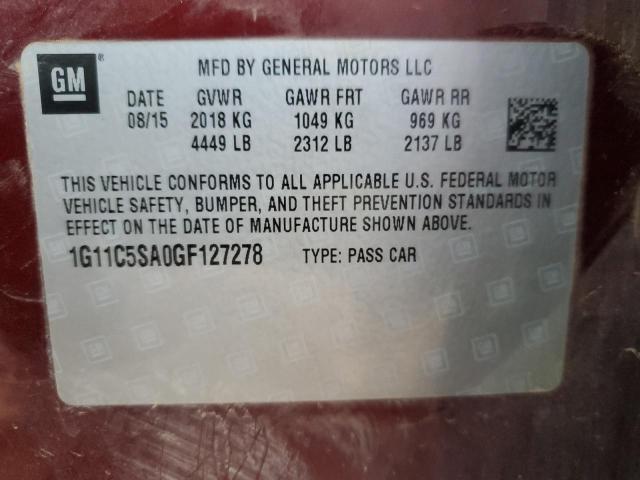 GM
MFD BY GENERAL MOTORS LLC
DATE GVWR GAWR FRT GAWR RR
08/15 2018 KG 1049 KG 969 KG
4449 LB 2312 LB 2137 LB
THIS VEHICLE CONFORMS TO ALL APPLICABLE U.S. FEDERAL MOTOR
VEHICLE SAFETY, BUMPER, AND THEFT PREVENTION STANDARDS IN
EFFECT ON THE DATE OF MANUFACTURE SHOWN ABOVE.
1G11C5SA0GF127278 TYPE: PASS CAR